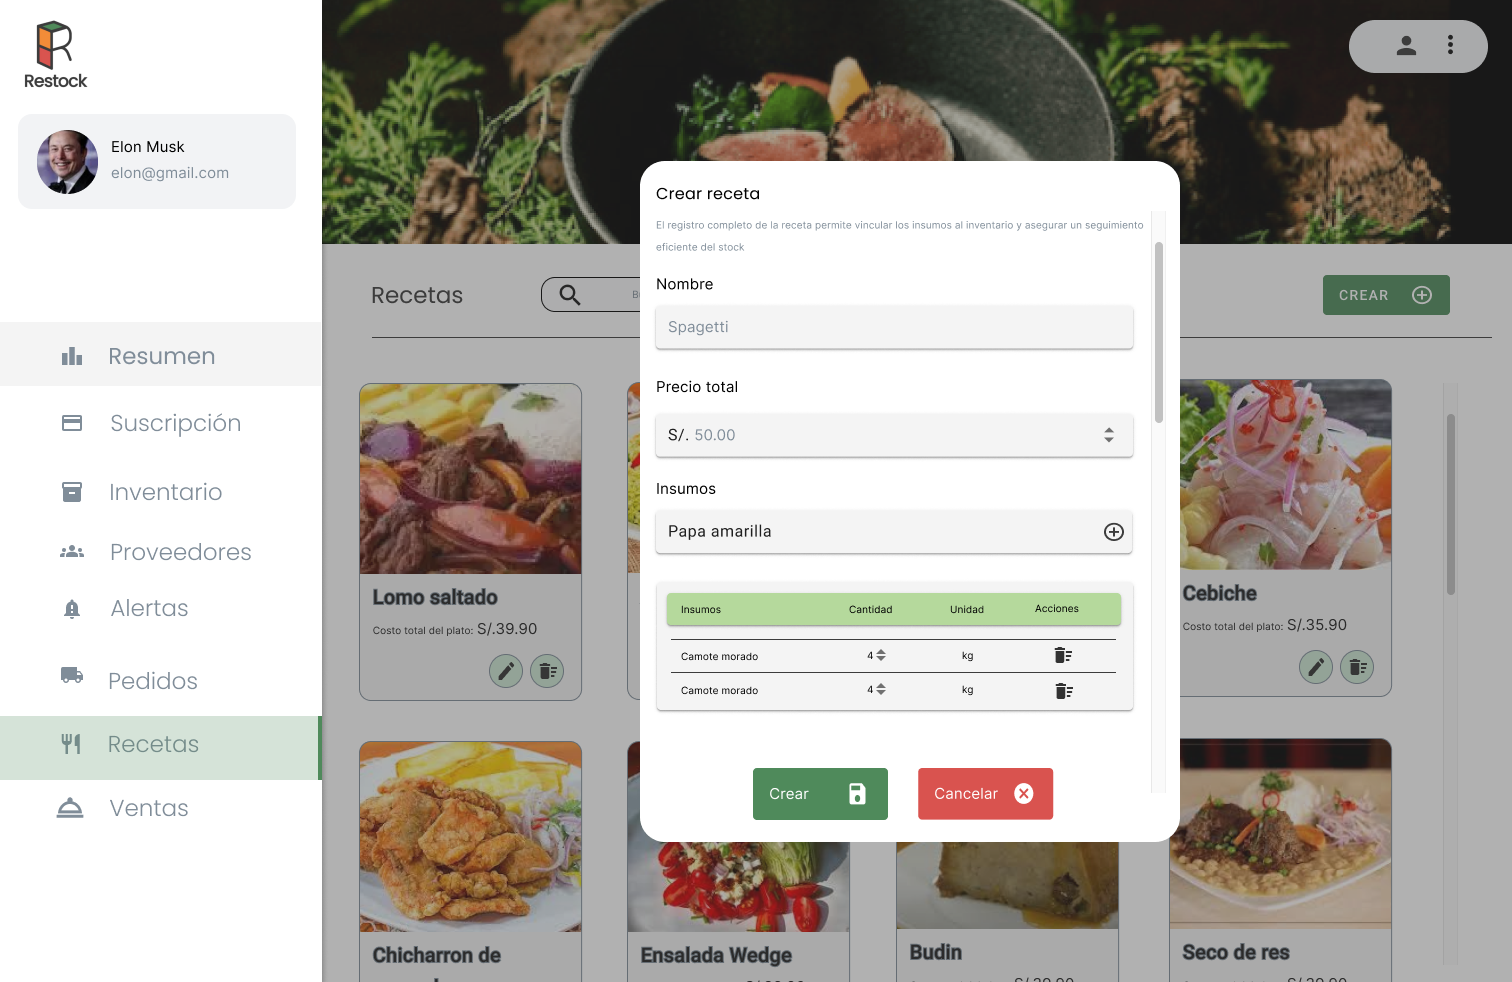 Restock
Elon Musk
elon@gmail.com
Resumen
Suscripción
Inventario
Proveedores
Alertas
Pedidos
Recetas
Ventas
Recetas
CREAR
Crear receta
El registro completo de la receta permite vincular los insumos al inventario y asegurar un seguimiento
eficiente del stock
Nombre
Spagetti
Precio total
S/. 50.00
Insumos
Papa amarilla
Insumos Cantidad Unidad Acciones
Camote morado 4 kg
Camote morado 4 kg
Crear
Cancelar
Lomo saltado
Costo total del plato: S/.39.90
Cebiche
Costo total del plato: S/.35.90
Chicharron de
Ensalada Wedge
Budin
Seco de res